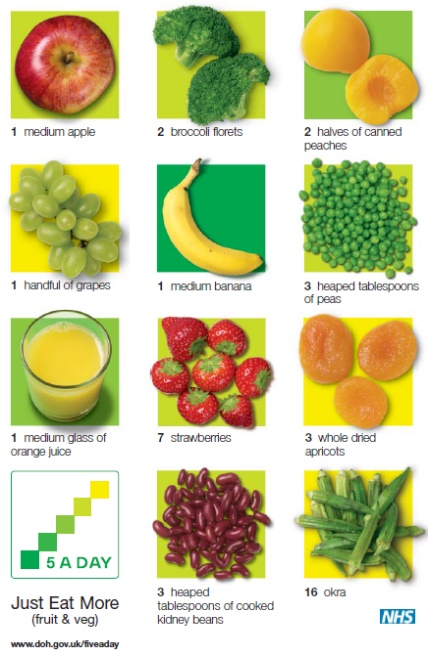 1 medium apple
2 broccoli florets
2 halves of canned
peaches
1 handful of grapes
1 medium banana
3 heaped tablespoons
of peas
1 medium glass of
orange juice
7 strawberries
3 whole dried
apricots
5 A DAY
Just Eat More
(fruit & veg)
www.doh.gov.uk/fiveaday
3 heaped
tablespoons of cooked
kidney beans
16 okra
NHS